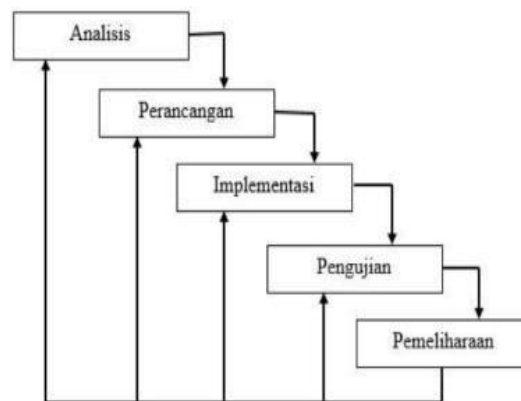 Analisis
Perancangan
Implementasi
Pengujian
Pemeliharaan